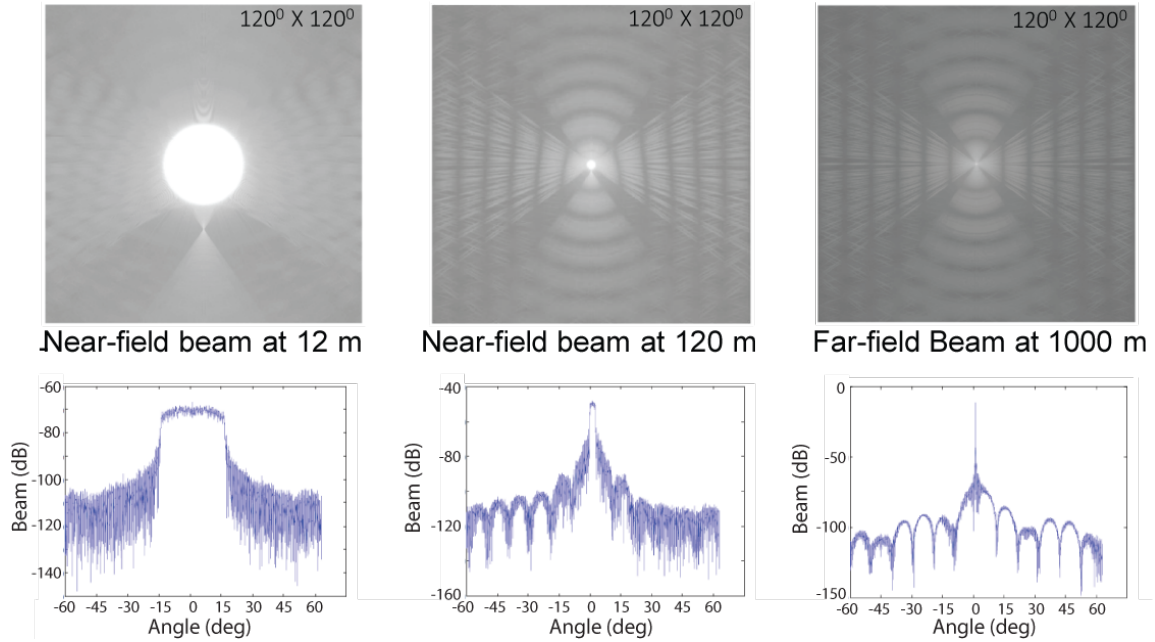 120⁰ X 120⁰
120⁰ X 120⁰
120⁰ X 120⁰
.Near-field beam at 12 m
Near-field beam at 120 m
Far-field Beam at 1000 m
-60
-80
-100
-120
-140
Beam (dB)
-60 -45 -30 -15 0 15 30 45 60
Angle (deg)
-40
-80
-120
-160
Beam (dB)
-60 -45 -30 -15 0 15 30 45 60
Angle (deg)
0
-50
-100
-150
Beam (dB)
-60 -45 -30 -15 0 15 30 45 60
Angle (deg)